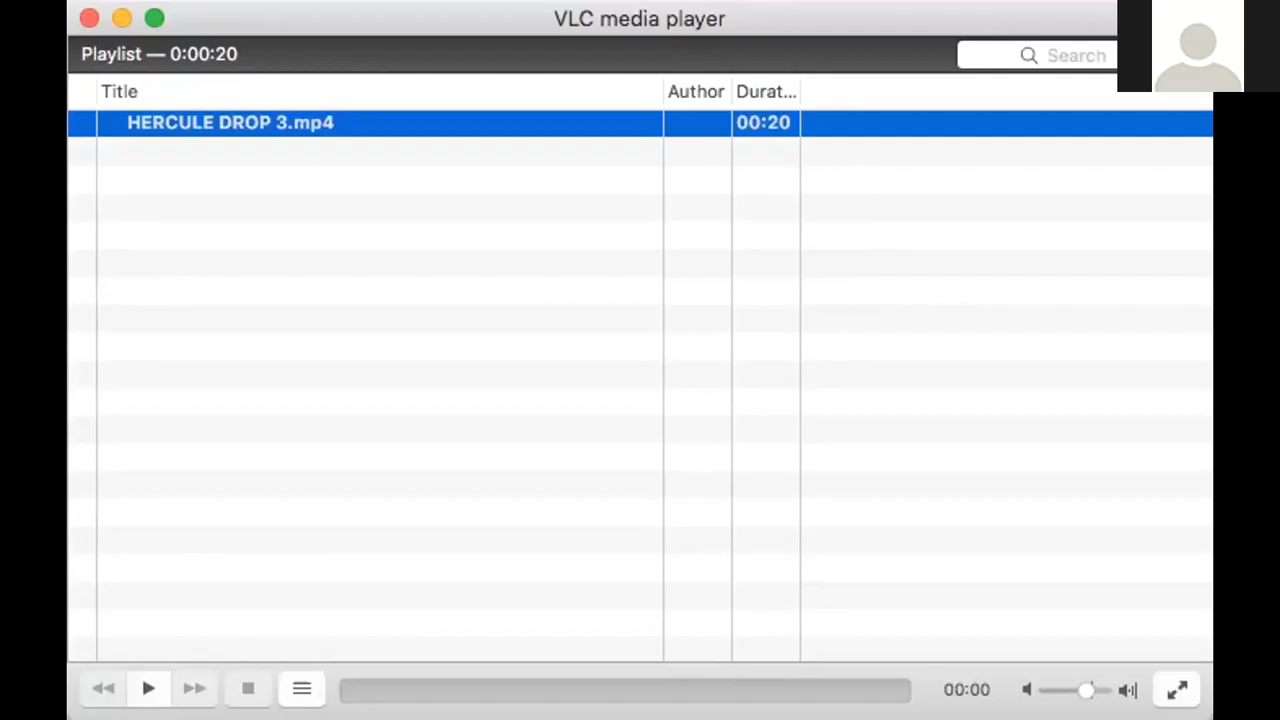 VLC media player
Playlist — 0:00:20
Search
Title Author Durat...
HERCULE DROP 3.mp4 00:20
00:00